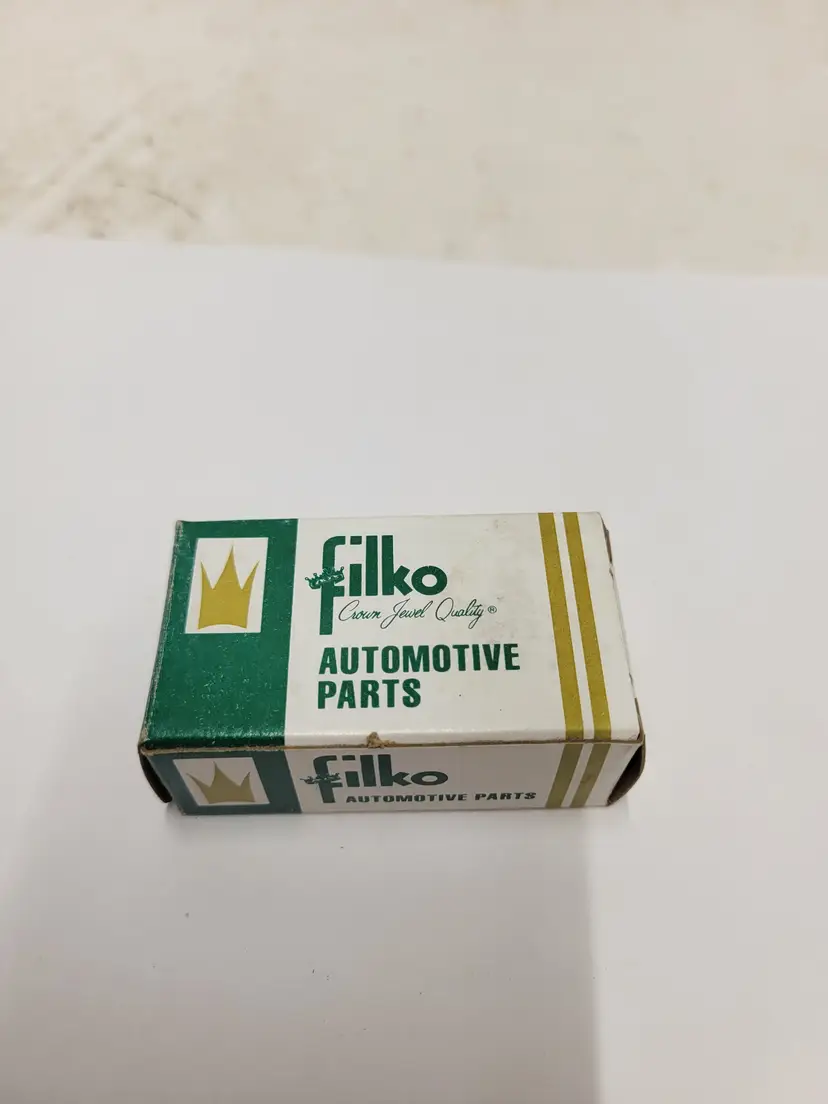 filko
Crown Jewel Quality®
AUTOMOTIVE
PARTS
filko
AUTOMOTIVE PARTS